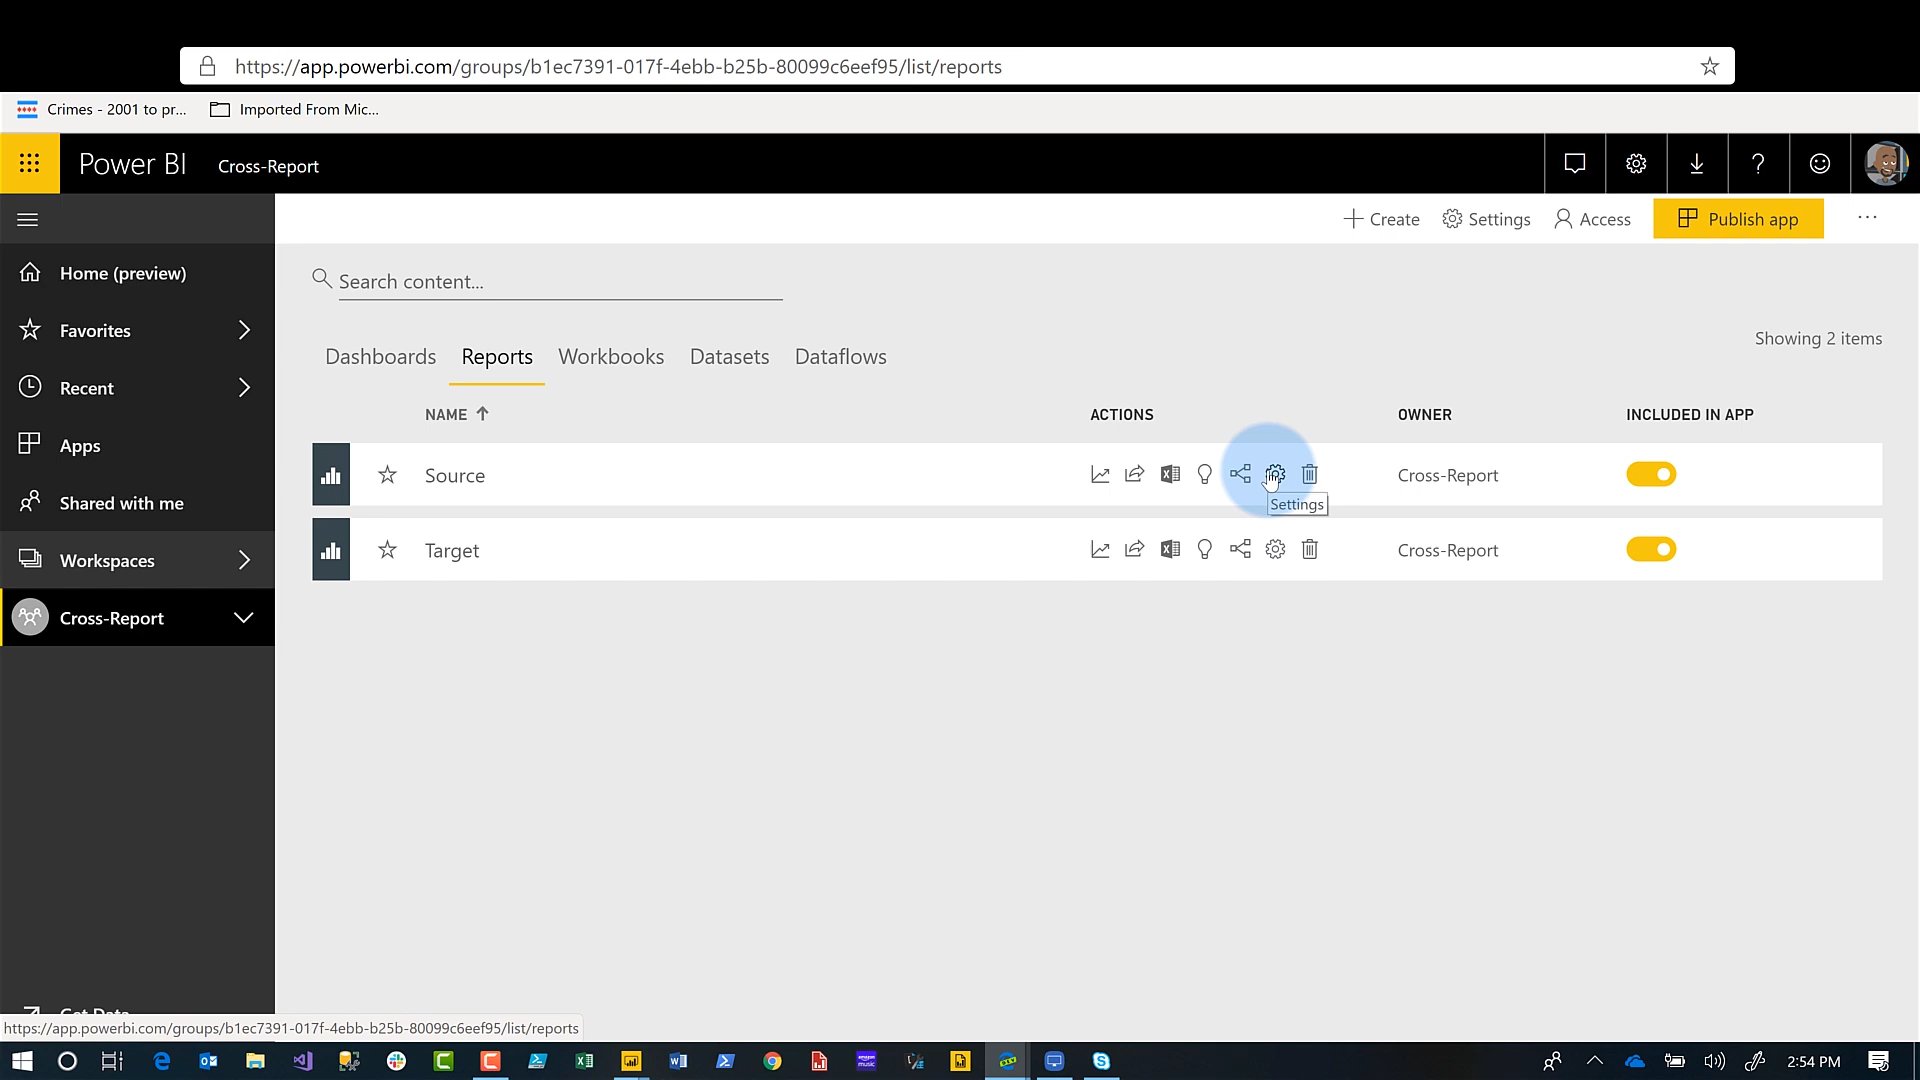 https://app.powerbi.com/groups/b1ec7391-017f-4ebb-b25b-80099c6eef95/list/reports
Crimes - 2001 to pr... Imported From Mic...
Power BI Cross-Report
Create Settings Access Publish app ...
Home (preview)
Favorites
Recent
Apps
Shared with me
Workspaces
Cross-Report
Search content...
Showing 2 items
Dashboards Reports Workbooks Datasets Dataflows
NAME ACTIONS OWNER INCLUDED IN APP
Source Cross-Report
Settings
Target Cross-Report
Get Data
https://app.powerbi.com/groups/b1ec7391-017f-4ebb-b25b-80099c6eef95/list/reports
2:54 PM